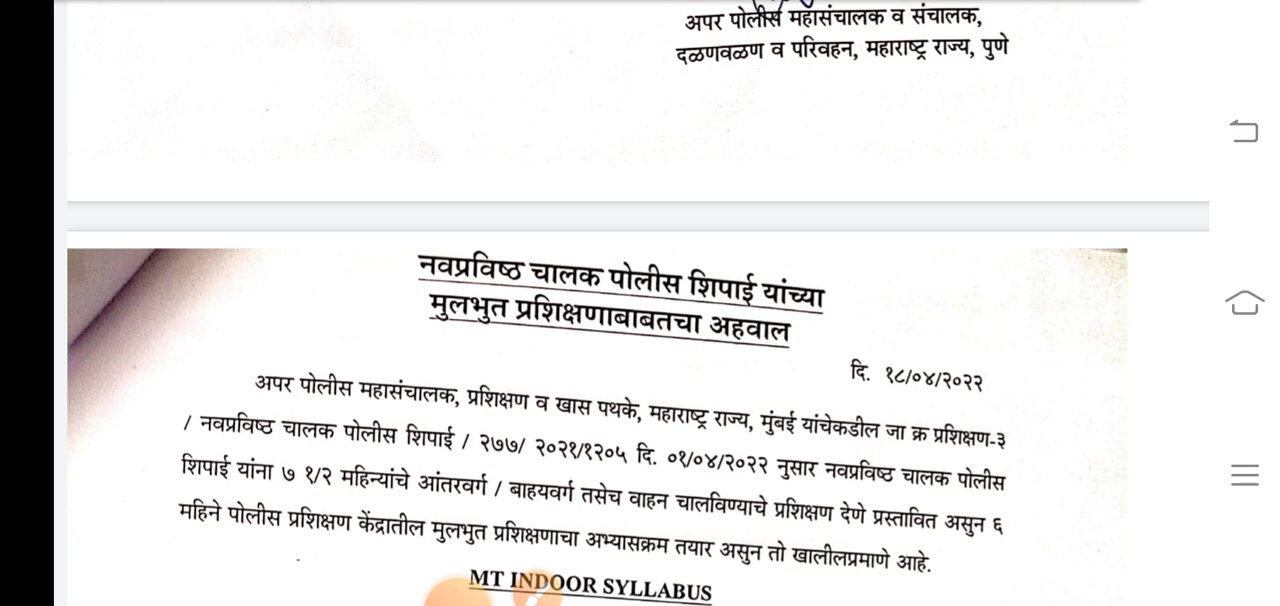 अपर पोलीस महासंचालक व संचालक,
दळणवळण व परिवहन, महाराष्ट्र राज्य, पुणे
नवप्रविष्ठ चालक पोलीस शिपाई यांच्या
मुलभुत प्रशिक्षणाबाबतचा अहवाल
दि. १८/०४/२०२२
अपर पोलीस महासंचालक, प्रशिक्षण व खास पथके, महाराष्ट्र राज्य, मुंबई यांचेकडील जा क्र प्रशिक्षण-३
/ नवप्रविष्ठ चालक पोलीस शिपाई / २७७/ २०२१/१२०५ दि. ०१/०४/२०२२ नुसार नवप्रविष्ठ चालक पोलीस
शिपाई यांना ७ १/२ महिन्यांचे आंतरवर्ग / बाहयवर्ग तसेच वाहन चालविण्याचे प्रशिक्षण देणे प्रस्तावित असुन ६
महिने पोलीस प्रशिक्षण केंद्रातील मुलभुत प्रशिक्षणाचा अभ्यासक्रम तयार असुन तो खालीलप्रमाणे आहे.
MT INDOOR SYLLABUS